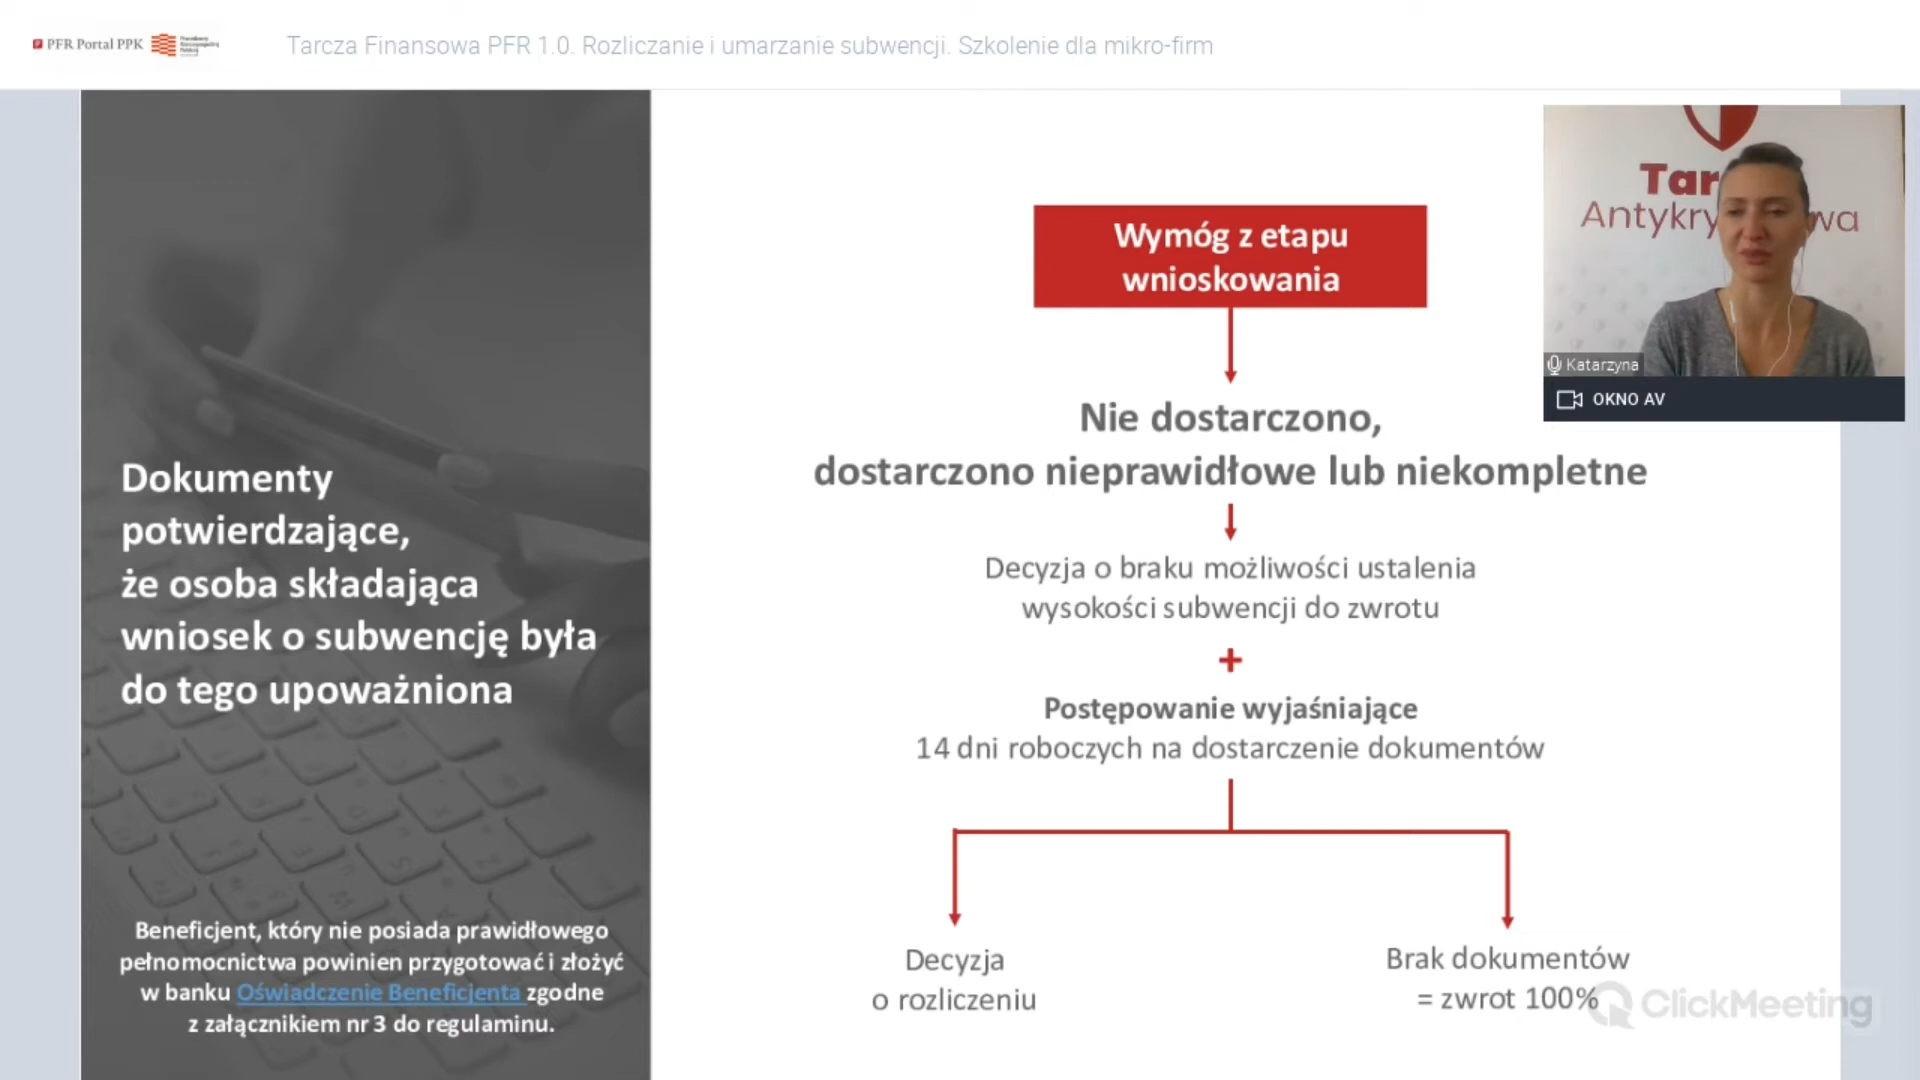 PFR Portal PPK
Tarcza Finansowa PFR 1.0. Rozliczanie i umarzanie subwencji. Szkolenie dla mikro-firm
Dokumenty
potwierdzające,
że osoba składająca
wniosek o subwencję była
do tego upoważniona
Beneficjent, który nie posiada prawidłowego
pełnomocnictwa powinien przygotować i złożyć
w banku Oświadczenie Beneficjenta zgodne
z załącznikiem nr 3 do regulaminu.
Wymóg z etapu
wnioskowania
Nie dostarczono,
dostarczono nieprawidłowe lub niekompletne
Decyzja o braku możliwości ustalenia
wysokości subwencji do zwrotu
+
Postępowanie wyjaśniające
14 dni roboczych na dostarczenie dokumentów
Decyzja
o rozliczeniu
Brak dokumentów
= zwrot 100%
Tar
Antykry wa
Katarzyna
OKNO AV
ClickMeeting